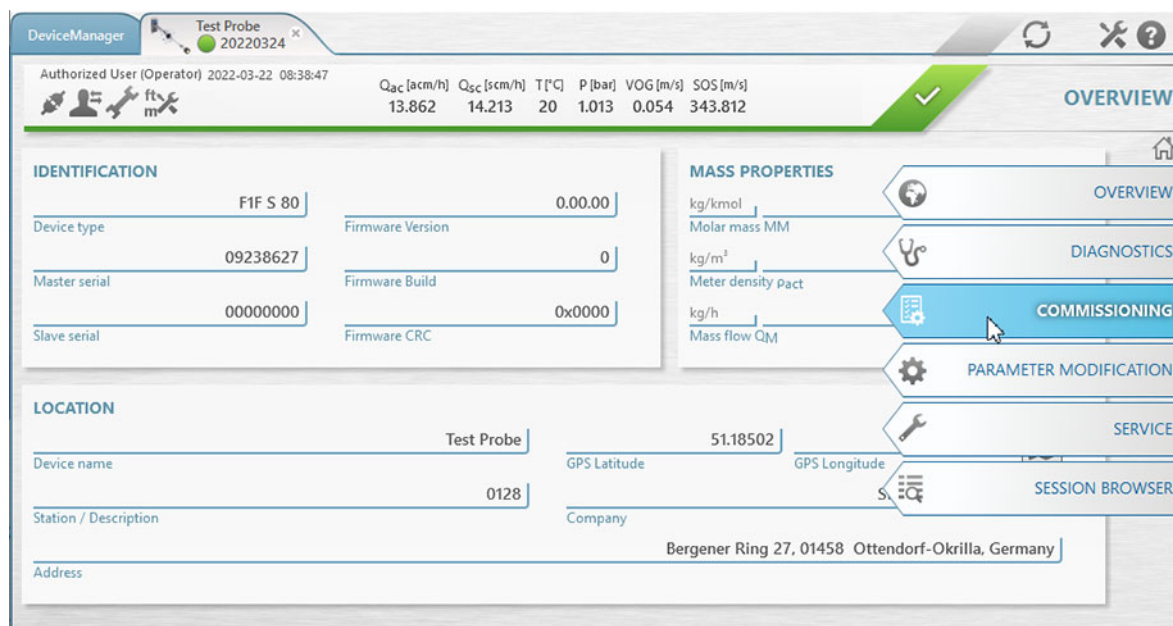 DeviceManager
Test Probe
20220324
Authorized User (Operator) 2022-03-22 08:38:47
Qac [acm/h] Qsc [scm/h] T[°C] P [bar] VOG [m/s] SOS [m/s]
13.862 14.213 20 1.013 0.054 343.812
ft
m
OVERVIEW
IDENTIFICATION
F1F S 80
Device type
0.00.00
Firmware Version
09238627
Master serial
0
Firmware Build
00000000
Slave serial
0x0000
Firmware CRC
MASS PROPERTIES
kg/kmol
Molar mass MM
kg/m³
Meter density ρact
kg/h
Mass flow QM
OVERVIEW
DIAGNOSTICS
COMMISSIONING
PARAMETER MODIFICATION
SERVICE
SESSION BROWSER
LOCATION
Test Probe
Device name
51.18502
GPS Latitude
GPS Longitude
0128
Station / Description
Company
Bergener Ring 27, 01458 Ottendorf-Okrilla, Germany
Address